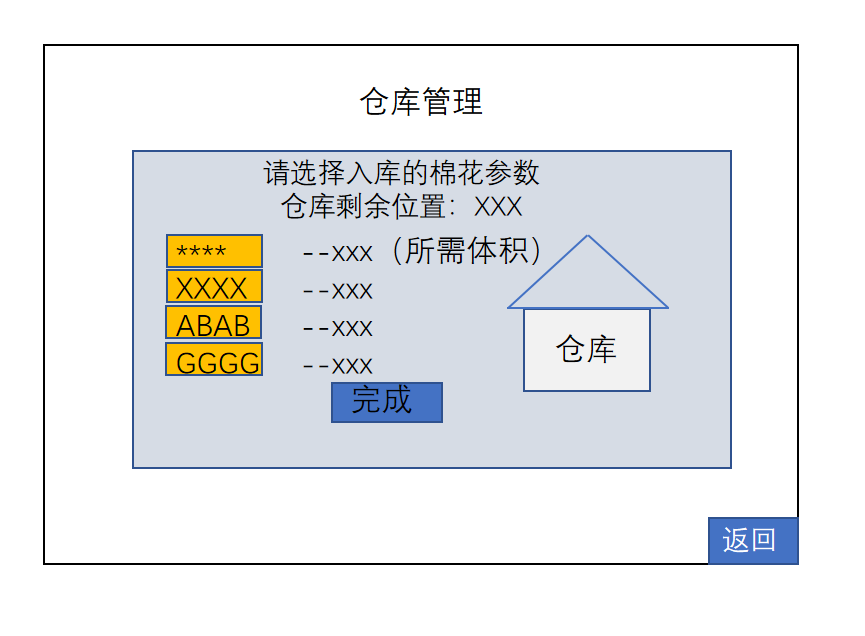 仓库管理
请选择入库的棉花参数
仓库剩余位置：XXX
**** --xxx（所需体积）
XXXX --xxx
ABAB --xxx
GGGG --xxx
仓库
完成
返回